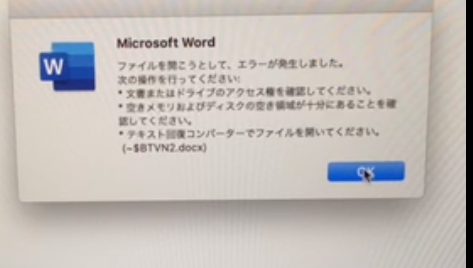 Microsoft Word
W
ファイルを開こうとして、エラーが発生しました。
次の操作を行ってください:
* 文書またはドライブのアクセス権を確認してください。
* 空きメモリおよびディスクの空き領域が十分にあることを確
認してください。
* テキスト回復コンバーターでファイルを開いてください。
(~$BTVN2.docx)
OK